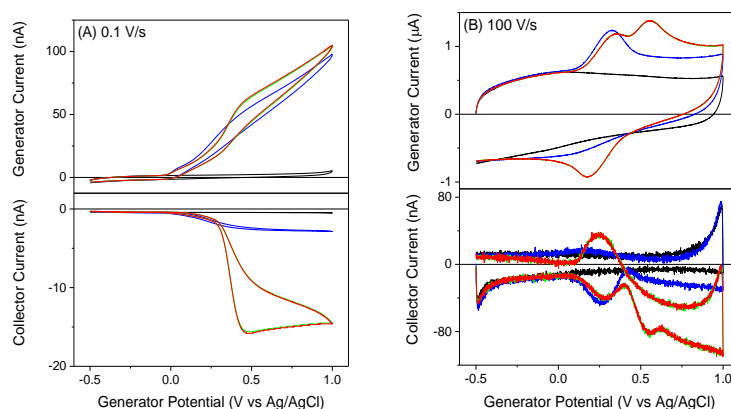 (A) 0.1 V/s
Generator Current (nA)
100
50
0
Collector Current (nA)
0
-10
-20
-0.5 0.0 0.5 1.0
Generator Potential (V vs Ag/AgCl)
(B) 100 V/s
Generator Current (µA)
1
0
-1
Collector Current (nA)
80
0
-80
-0.5 0.0 0.5 1.0
Generator Potential (V vs Ag/AgCl)